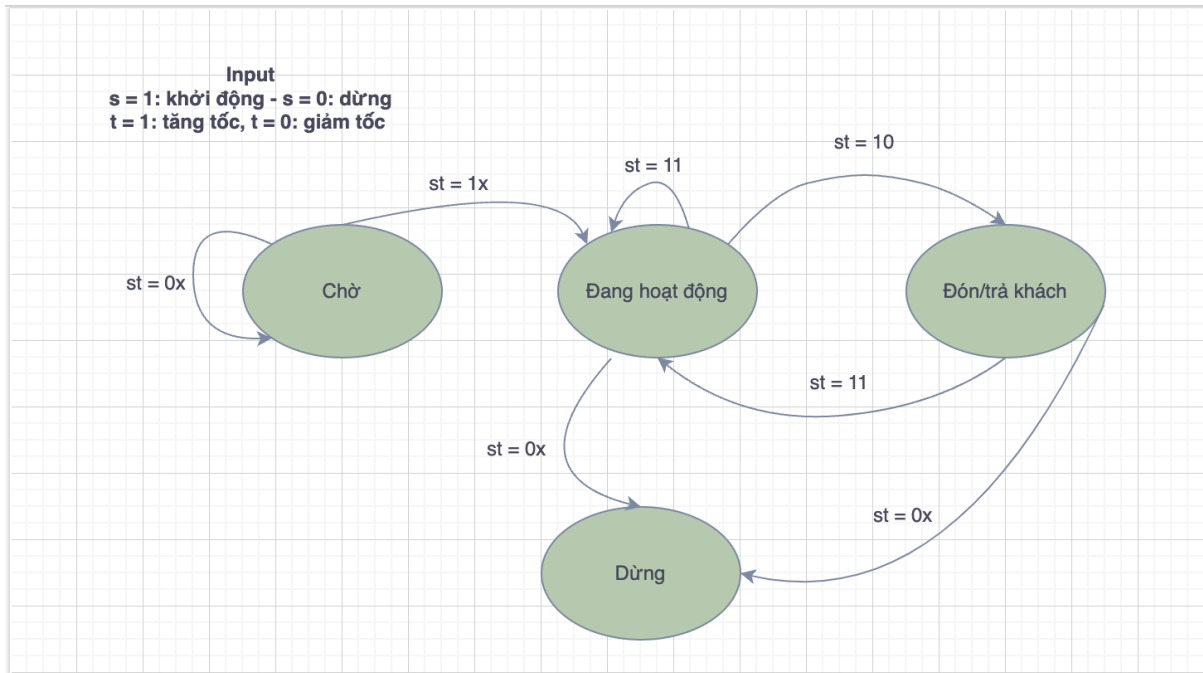 Input
s = 1: khởi động - s = 0: dừng
t = 1: tăng tốc, t = 0: giảm tốc
st = 10
st = 11
st = 1x
st = 0x
Chờ
Đang hoạt động
Đón/trả khách
st = 11
st = 0x
st = 0x
Dừng